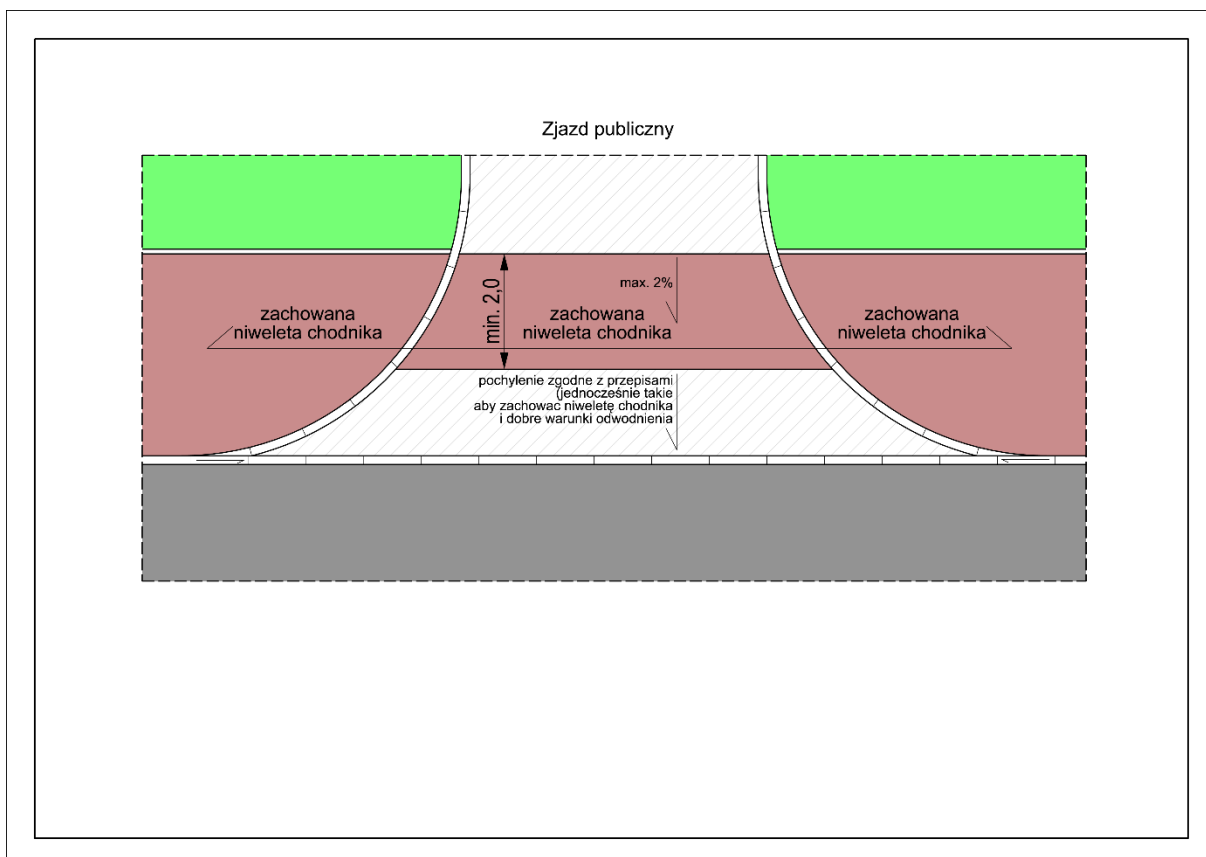 Zjazd publiczny
max. 2%
min. 2,0
zachowana
niweleta chodnika
zachowana
niweleta chodnika
zachowana
niweleta chodnika
pochylenie zgodne z przepisami
(jednocześnie takie
aby zachowac niweletę chodnika
i dobre warunki odwodnienia